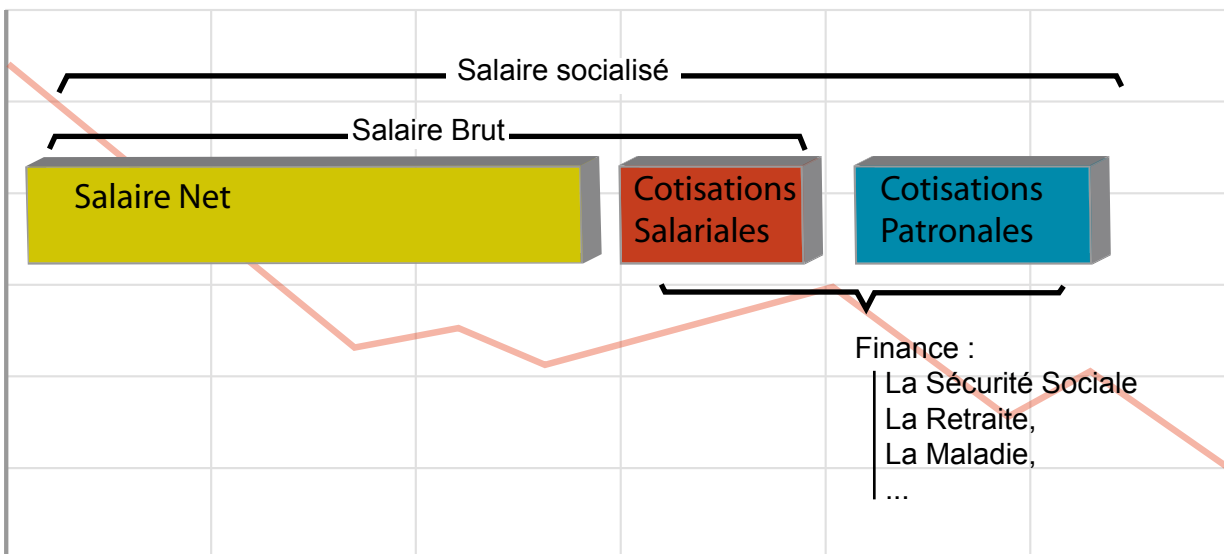 Salaire socialisé
Salaire Brut
Salaire Net
Cotisations
Salariales
Cotisations
Patronales
Finance :
La Sécurité Sociale
La Retraite,
La Maladie,
...